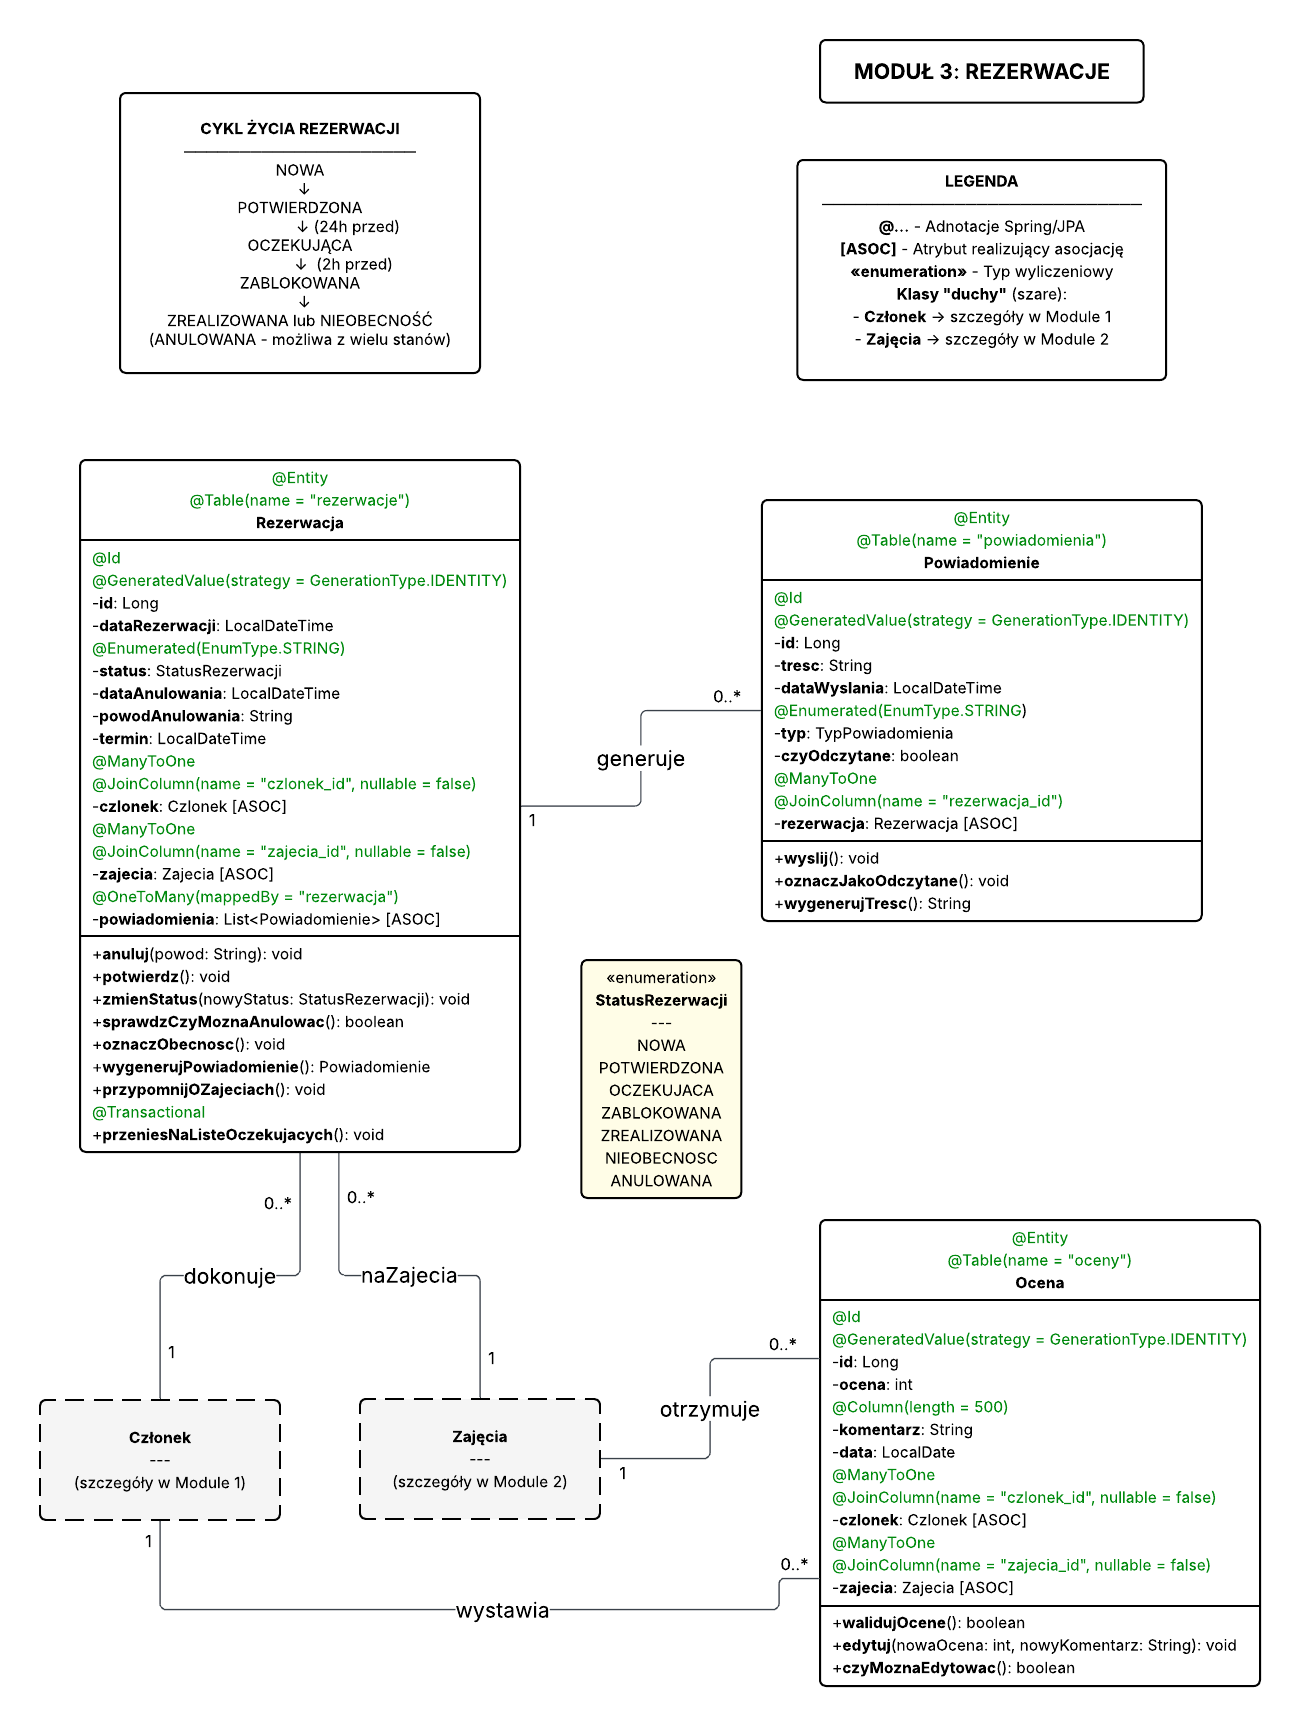 MODUŁ 3: REZERWACJE
CYKL ŻYCIA REZERWACJI
NOWA
↓
POTWIERDZONA
↓ (24h przed)
OCZEKUJĄCA
↓ (2h przed)
ZABLOKOWANA
↓
ZREALIZOWANA lub NIEOBECNOŚĆ
(ANULOWANA - możliwa z wielu stanów)
LEGENDA
@... - Adnotacje Spring/JPA
[ASOC] - Atrybut realizujący asocjację
«enumeration» - Typ wyliczeniowy
Klasy "duchy" (szare):
- Członek → szczegóły w Module 1
- Zajęcia → szczegóły w Module 2
@Entity
@Table(name = "rezerwacje")
Rezerwacja
@Id
@GeneratedValue(strategy = GenerationType.IDENTITY)
-id: Long
-dataRezerwacji: LocalDateTime
@Enumerated(EnumType.STRING)
-status: StatusRezerwacji
-dataAnulowania: LocalDateTime
-powodAnulowania: String
-termin: LocalDateTime
@ManyToOne
@JoinColumn(name = "czlonek_id", nullable = false)
-czlonek: Czlonek [ASOC]
@ManyToOne
@JoinColumn(name = "zajecia_id", nullable = false)
-zajecia: Zajecia [ASOC]
@OneToMany(mappedBy = "rezerwacja")
-powiadomienia: List<Powiadomienie> [ASOC]
+anuluj(powod: String): void
+potwierdz(): void
+zmienStatus(nowyStatus: StatusRezerwacji): void
+sprawdzCzyMoznaAnulowac(): boolean
+oznaczObecnosc(): void
+wygenerujPowiadomienie(): Powiadomienie
+przypomnijOZajeciach(): void
@Transactional
+przeniesNaListeOczekujacych(): void
0..*
generuje
1
@Entity
@Table(name = "powiadomienia")
Powiadomienie
@Id
@GeneratedValue(strategy = GenerationType.IDENTITY)
-id: Long
-tresc: String
-dataWyslania: LocalDateTime
@Enumerated(EnumType.STRING)
-typ: TypPowiadomienia
-czyOdczytane: boolean
@ManyToOne
@JoinColumn(name = "rezerwacja_id")
-rezerwacja: Rezerwacja [ASOC]
+wyslij(): void
+oznaczJakoOdczytane(): void
+wygenerujTresc(): String
«enumeration»
StatusRezerwacji
---
NOWA
POTWIERDZONA
OCZEKUJACA
ZABLOKOWANA
ZREALIZOWANA
NIEOBECNOSC
ANULOWANA
0..*
0..*
dokonuje
naZajecia
1
1
Członek
---
(szczegóły w Module 1)
Zajęcia
---
(szczegóły w Module 2)
0..*
otrzymuje
1
1
0..*
wystawia
@Entity
@Table(name = "oceny")
Ocena
@Id
@GeneratedValue(strategy = GenerationType.IDENTITY)
-id: Long
-ocena: int
@Column(length = 500)
-komentarz: String
-data: LocalDate
@ManyToOne
@JoinColumn(name = "czlonek_id", nullable = false)
-czlonek: Czlonek [ASOC]
@ManyToOne
@JoinColumn(name = "zajecia_id", nullable = false)
-zajecia: Zajecia [ASOC]
+walidujOcene(): boolean
+edytuj(nowaOcena: int, nowyKomentarz: String): void
+czyMoznaEdytowac(): boolean